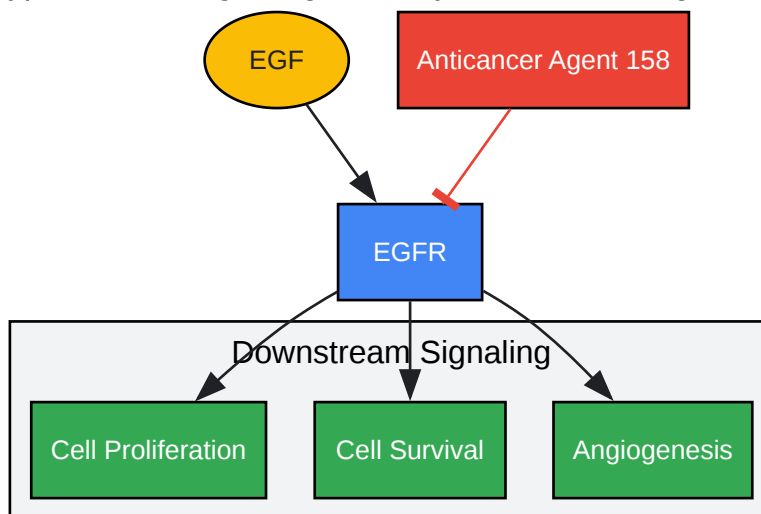 EGF
Anticancer Agent 158
EGFR
Downstream Signaling
Cell Proliferation
Cell Survival
Angiogenesis